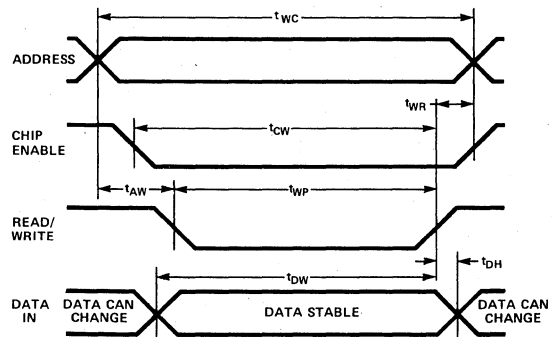 tWC
ADDRESS
tWR
CHIP
ENABLE
tCW
tAW
tWP
READ/
WRITE
tDH
tDW
DATA
IN
DATA CAN
CHANGE
DATA STABLE
DATA CAN
CHANGE